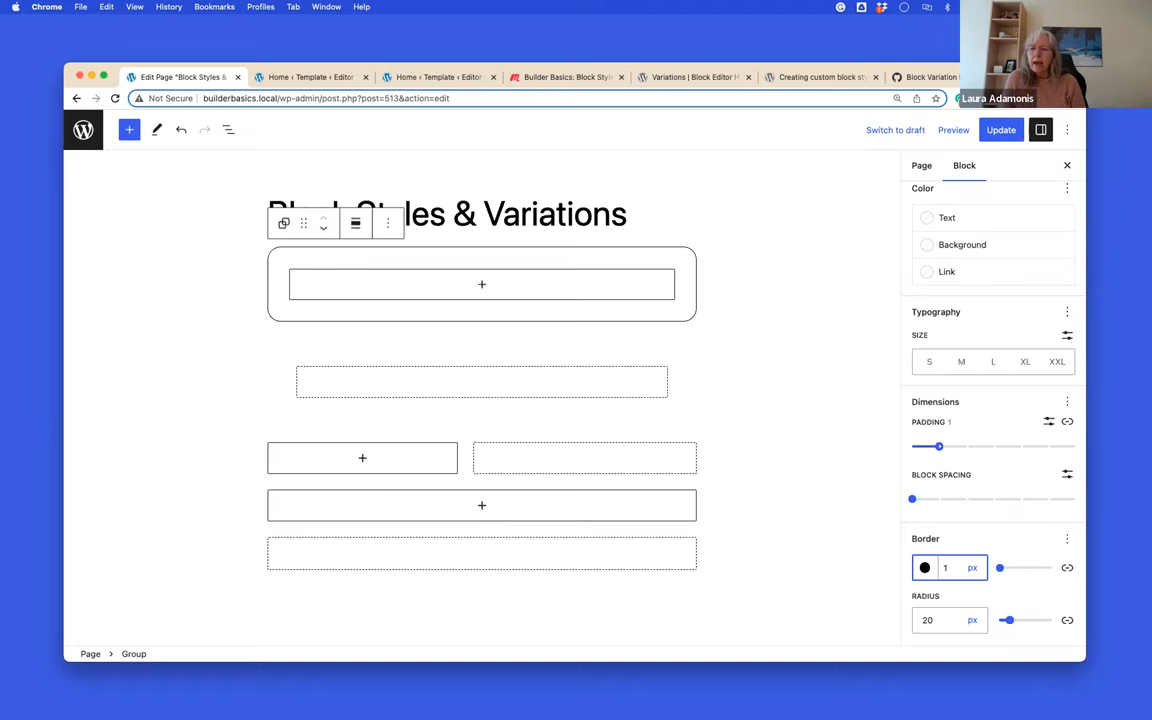 Chrome File Edit View History Bookmarks Profiles Tab Window Help
Edit Page "Block Styles &
Home ‹ Template ‹ Editor
Home ‹ Template ‹ Editor
Builder Basics: Block Style
Variations | Block Editor H
Creating custom block st
Block Variation
Laura Adamonis
Not Secure builderbasics.local/wp-admin/post.php?post=513&action=edit
Switch to draft Preview Update
Page Block
Block Styles & Variations
Color
Text
Background
Link
Typography
SIZE
S M L XL XXL
Dimensions
PADDING 1
BLOCK SPACING
Border
1 px
RADIUS
20 px
Page > Group